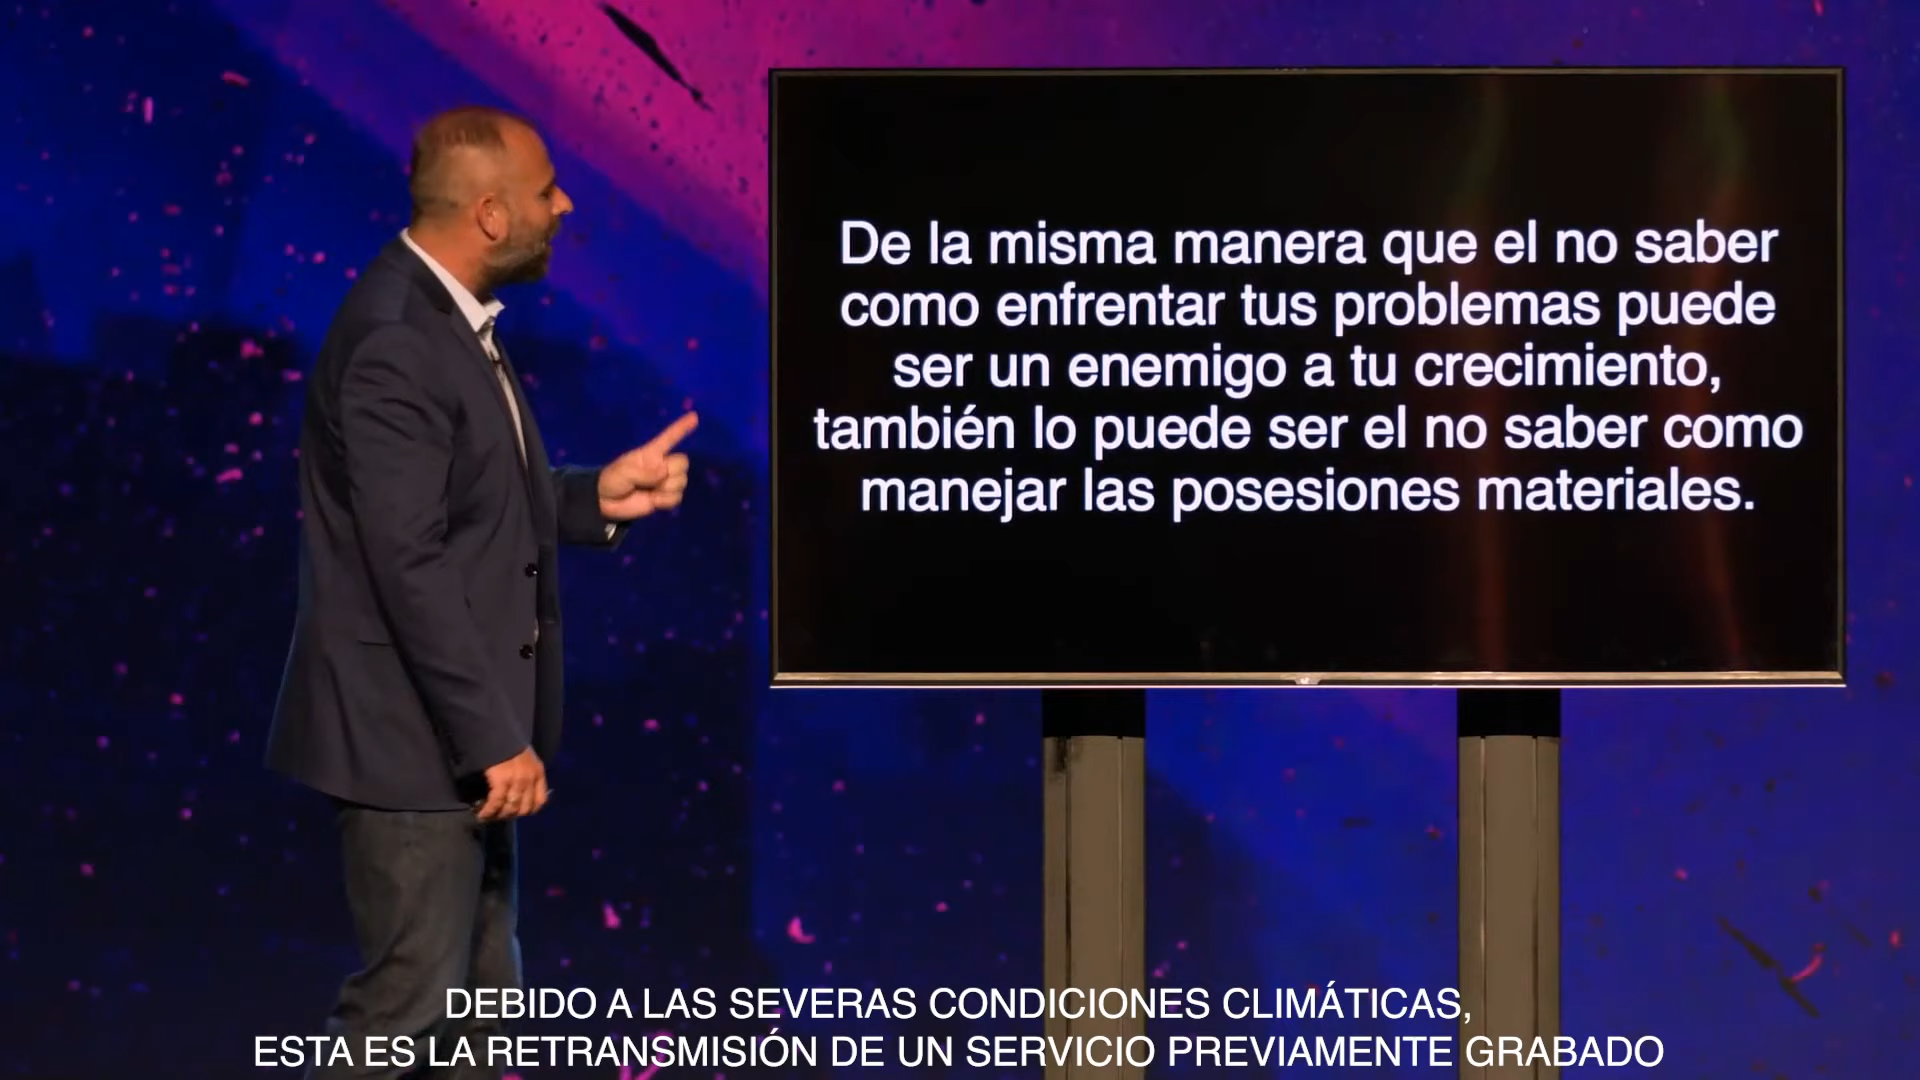 De la misma manera que el no saber
como enfrentar tus problemas puede
ser un enemigo a tu crecimiento,
también lo puede ser el no saber como
manejar las posesiones materiales.
DEBIDO A LAS SEVERAS CONDICIONES CLIMÁTICAS,
ESTA ES LA RETRANSMISIÓN DE UN SERVICIO PREVIAMENTE GRABADO